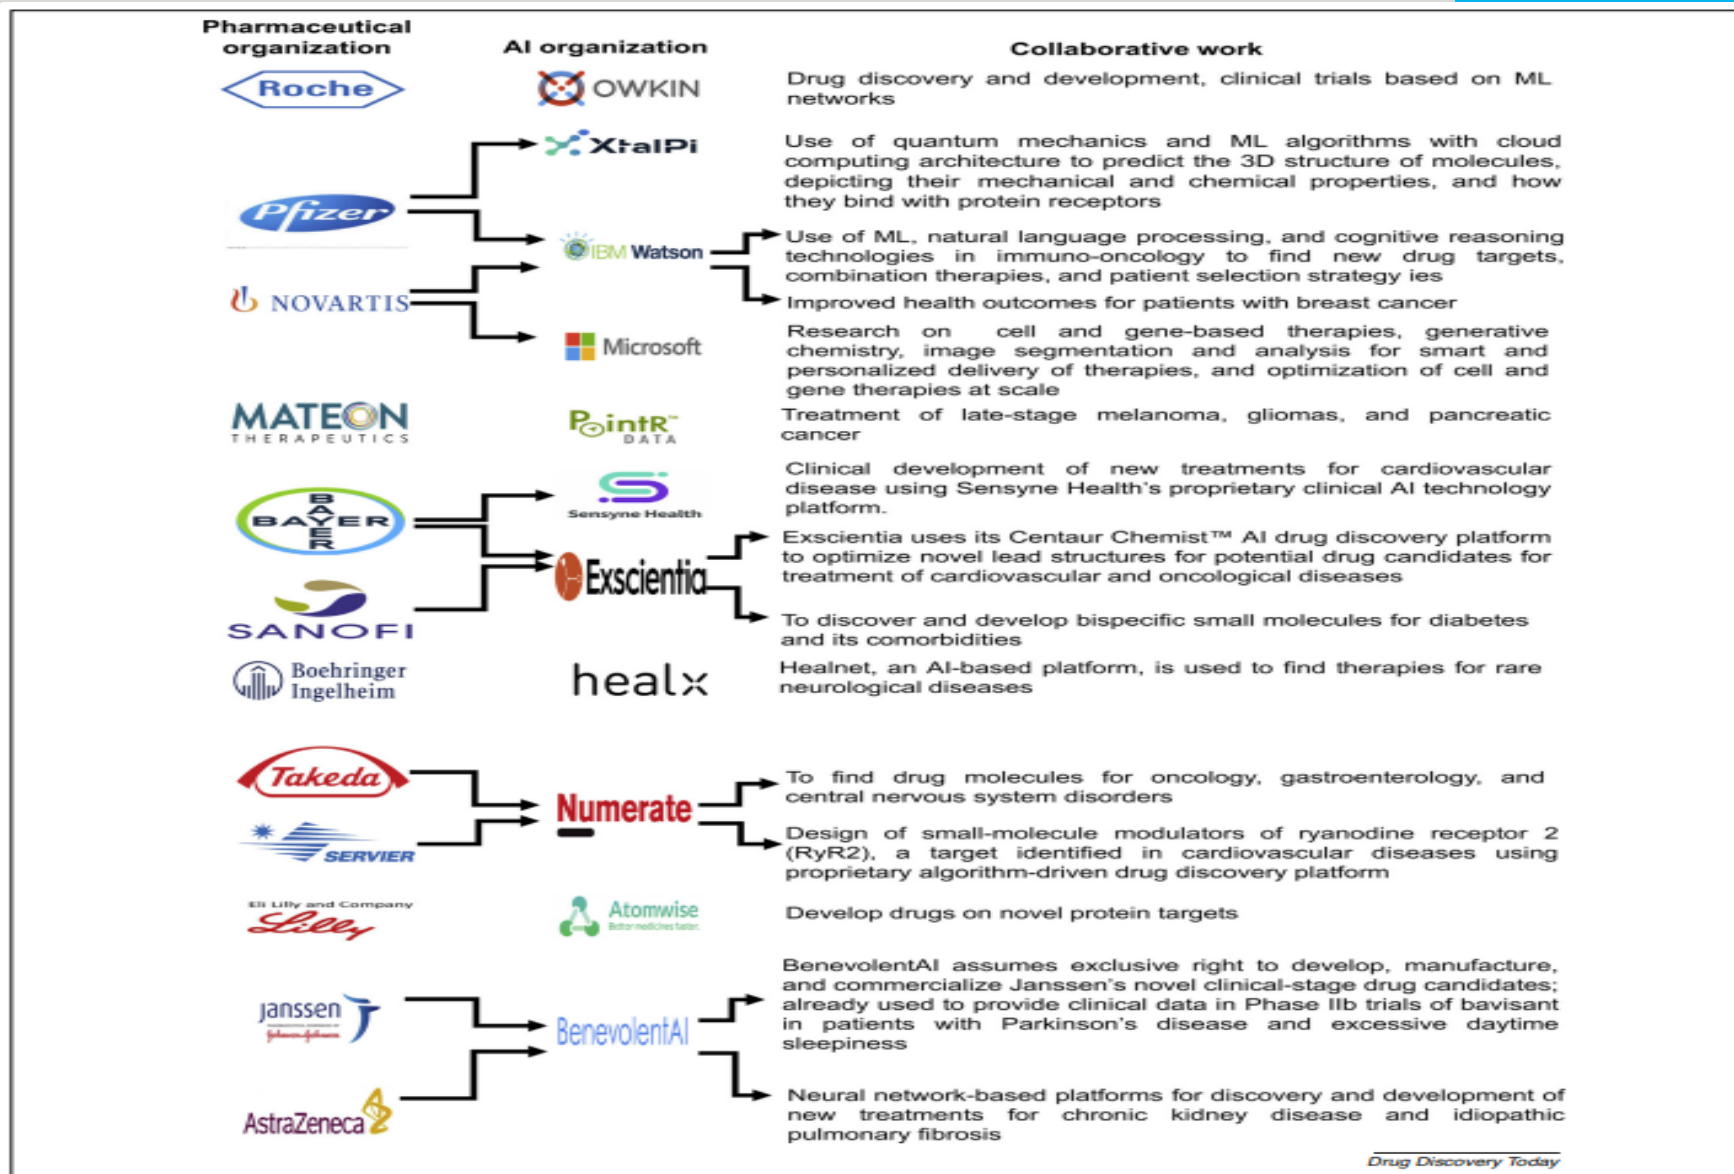 Pharmaceutical
organization
AI organization
Collaborative work
Roche
OWKIN
Drug discovery and development, clinical trials based on ML
networks
XtalPi
Use of quantum mechanics and ML algorithms with cloud
computing architecture to predict the 3D structure of molecules,
depicting their mechanical and chemical properties, and how
they bind with protein receptors
Pfizer
IBM Watson
Use of ML, natural language processing, and cognitive reasoning
technologies in immuno-oncology to find new drug targets,
combination therapies, and patient selection strategy ies
Improved health outcomes for patients with breast cancer
NOVARTIS
Microsoft
Research on cell and gene-based therapies, generative
chemistry, image segmentation and analysis for smart and
personalized delivery of therapies, and optimization of cell and
gene therapies at scale
MATEON
THERAPEUTICS
PointR™
DATA
Treatment of late-stage melanoma, gliomas, and pancreatic
cancer
BAYER
BAYER
Sensyne Health
Clinical development of new treatments for cardiovascular
disease using Sensyne Health's proprietary clinical AI technology
platform.
Exscientia
Exscientia uses its Centaur Chemist™ AI drug discovery platform
to optimize novel lead structures for potential drug candidates for
treatment of cardiovascular and oncological diseases
SANOFI
To discover and develop bispecific small molecules for diabetes
and its comorbidities
Boehringer
Ingelheim
healx
Healnet, an AI-based platform, is used to find therapies for rare
neurological diseases
Takeda
Numerate
To find drug molecules for oncology, gastroenterology, and
central nervous system disorders
SERVIER
Design of small-molecule modulators of ryanodine receptor 2
(RyR2), a target identified in cardiovascular diseases using
proprietary algorithm-driven drug discovery platform
Eli Lilly and Company
Lilly
Atomwise
Better medicines faster.
Develop drugs on novel protein targets
janssen
Johnson-Johnson
BenevolentAI
BenevolentAI assumes exclusive right to develop, manufacture,
and commercialize Janssen's novel clinical-stage drug candidates;
already used to provide clinical data in Phase IIb trials of bavisant
in patients with Parkinson's disease and excessive daytime
sleepiness
AstraZeneca
Neural network-based platforms for discovery and development of
new treatments for chronic kidney disease and idiopathic
pulmonary fibrosis
Drug Discovery Today